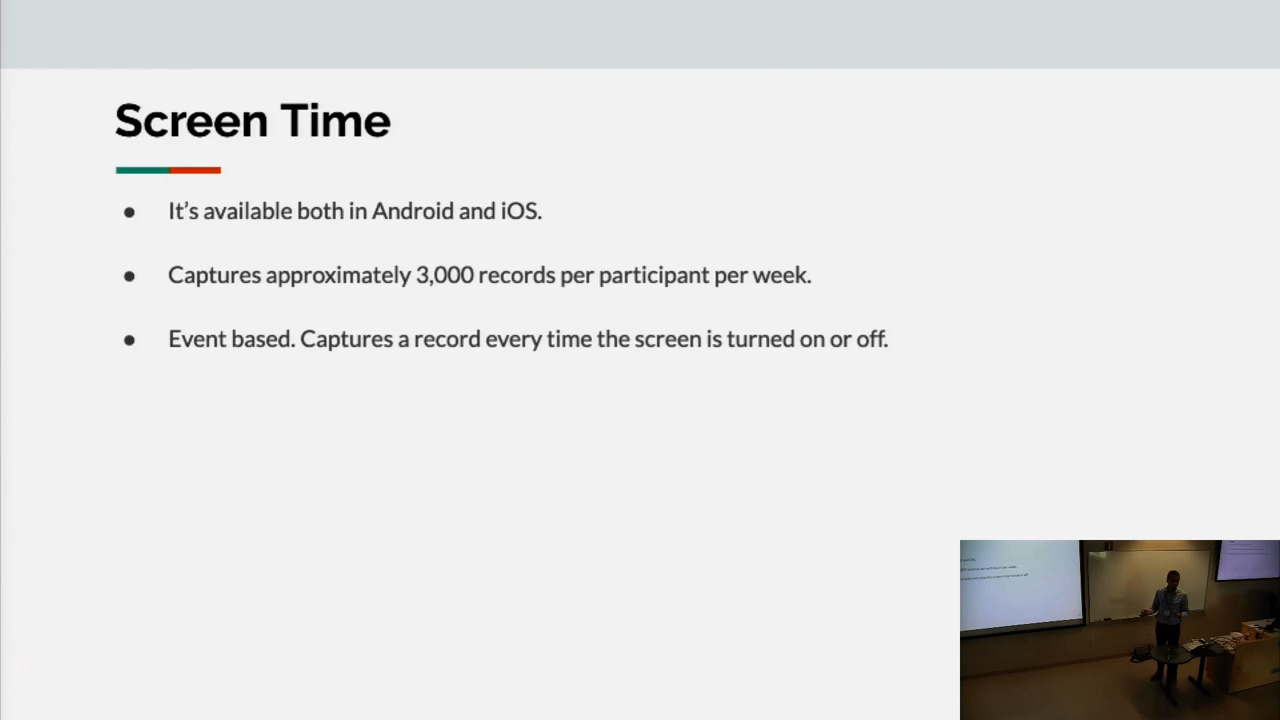 Screen Time
● It’s available both in Android and iOS.
● Captures approximately 3,000 records per participant per week.
● Event based. Captures a record every time the screen is turned on or off.